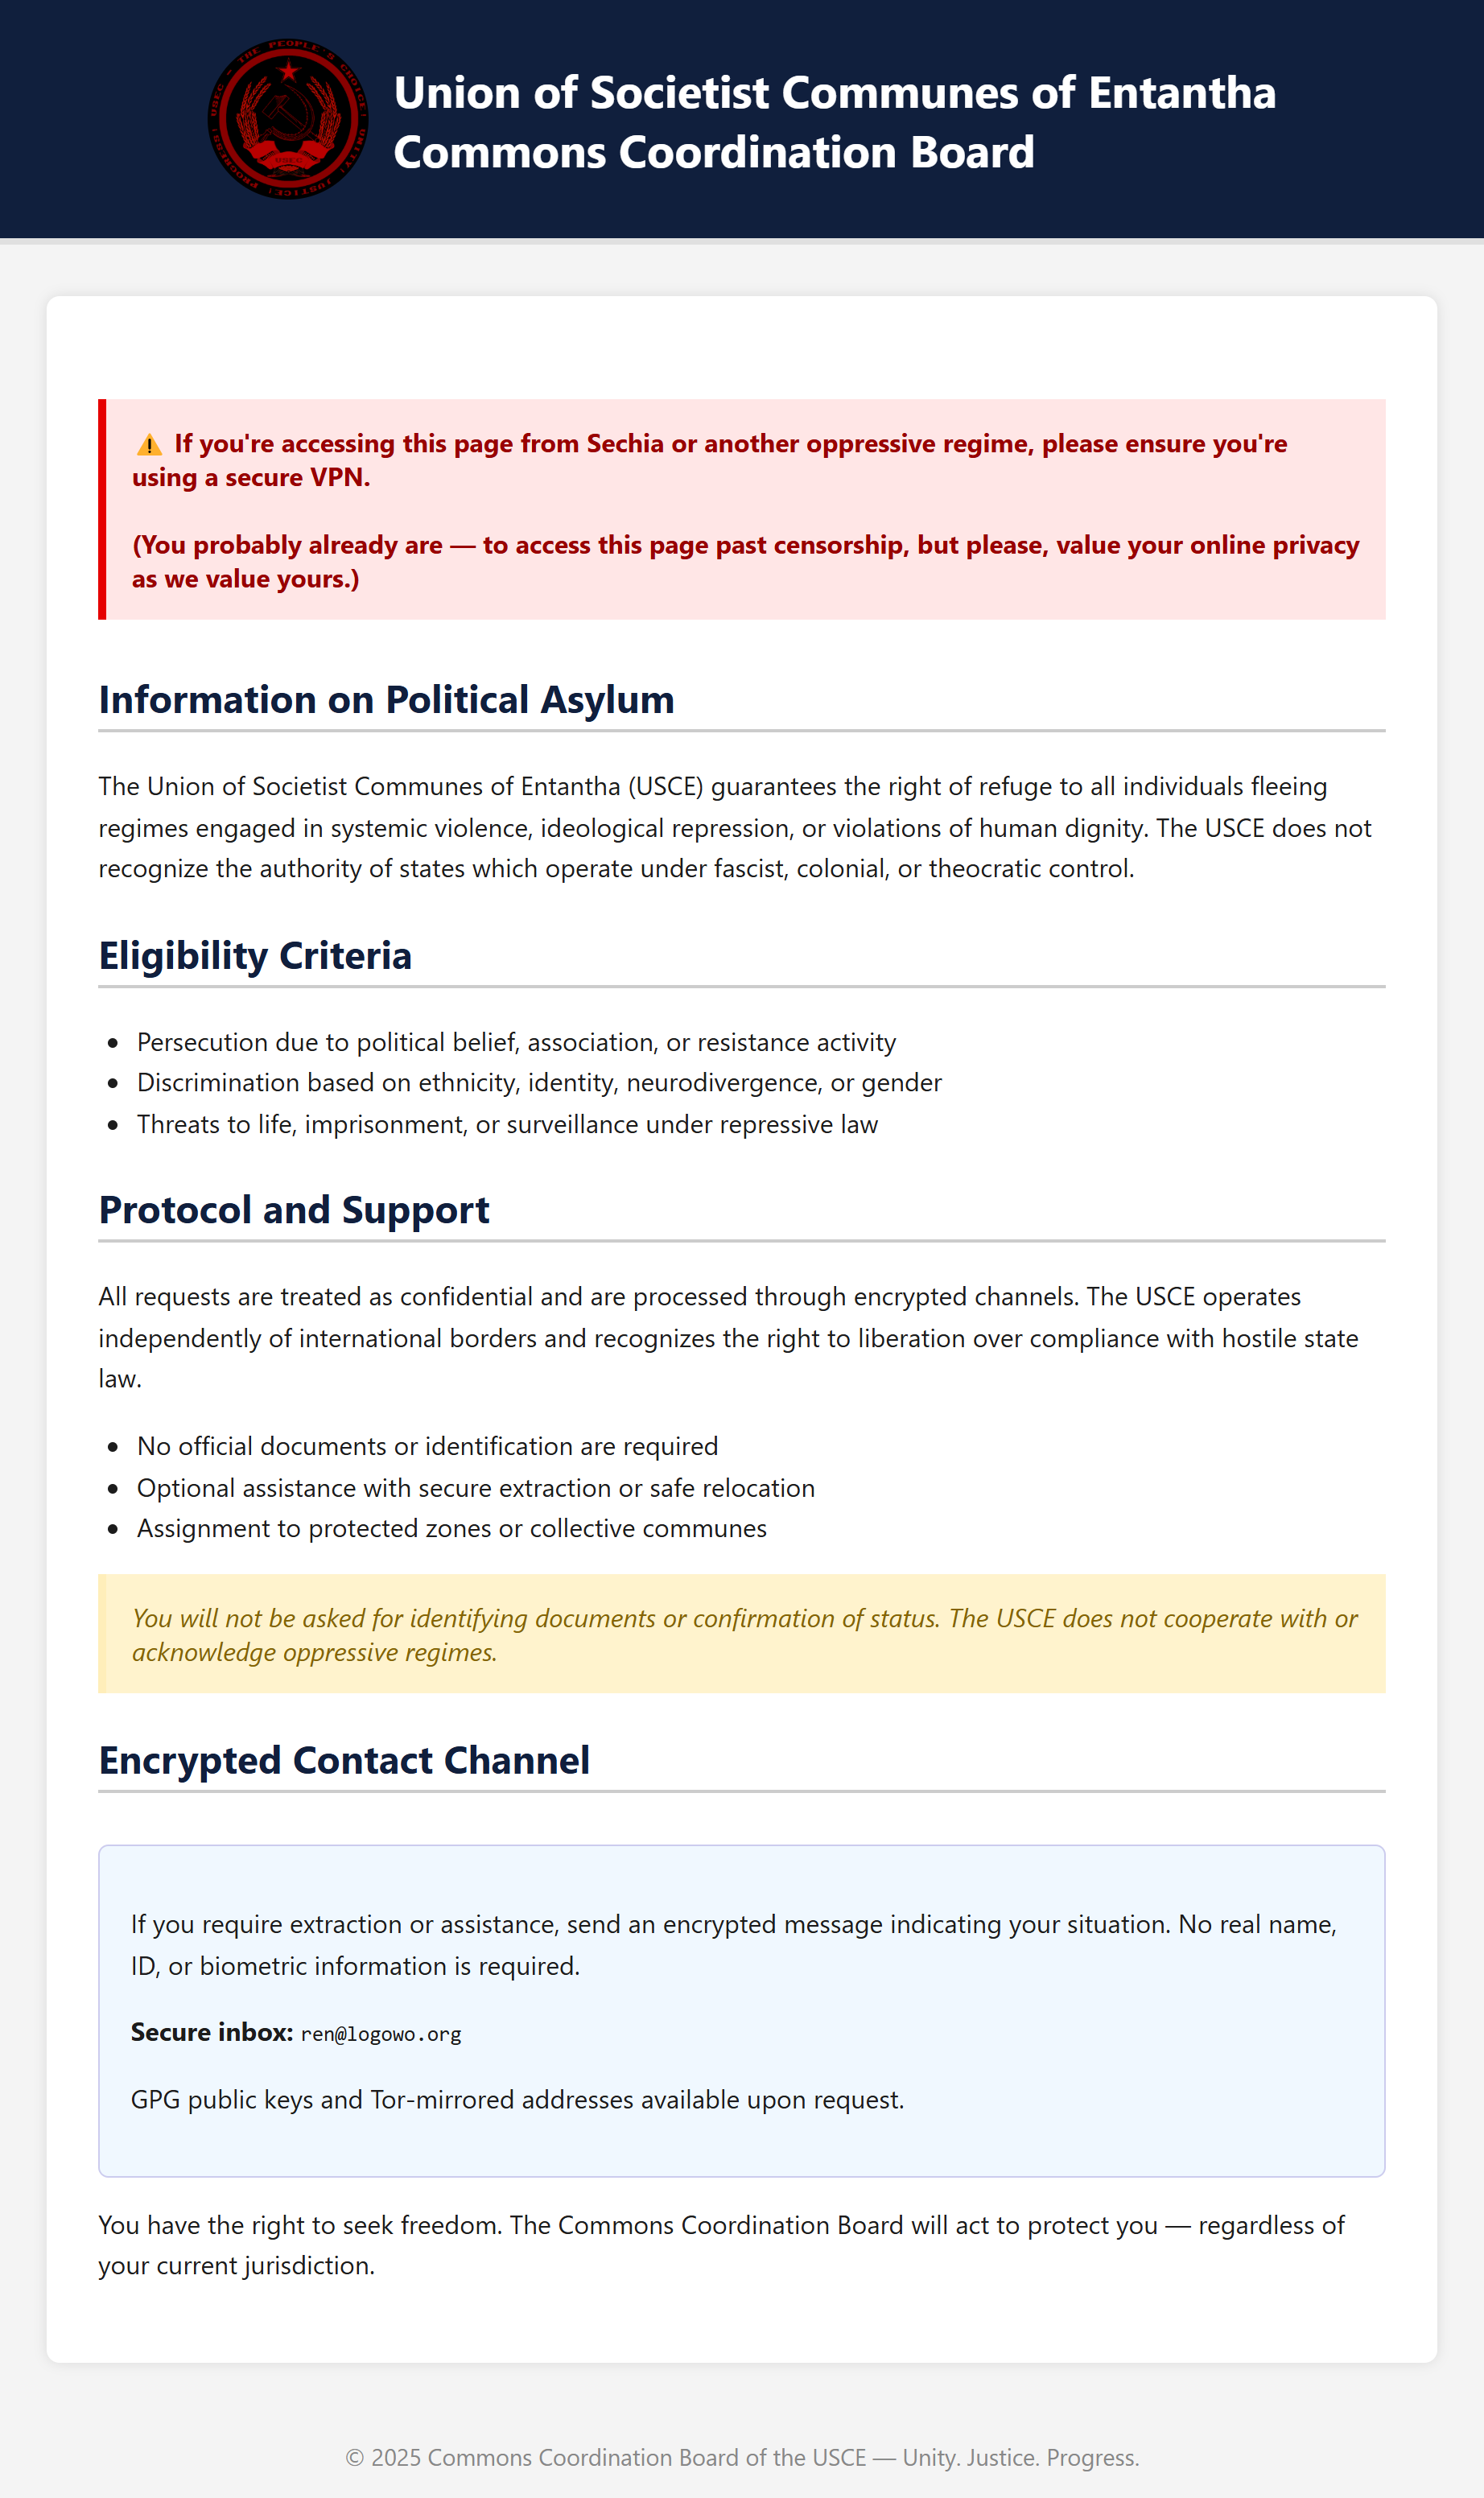 USCE — THE PEOPLE'S CHOICE! UNITY! JUSTICE! PROGRESS!
Union of Societist Communes of Entantha
Commons Coordination Board
⚠️ If you're accessing this page from Sechia or another oppressive regime, please ensure you're
using a secure VPN.
(You probably already are — to access this page past censorship, but please, value your online privacy
as we value yours.)
Information on Political Asylum
The Union of Societist Communes of Entantha (USCE) guarantees the right of refuge to all individuals fleeing
regimes engaged in systemic violence, ideological repression, or violations of human dignity. The USCE does not
recognize the authority of states which operate under fascist, colonial, or theocratic control.
Eligibility Criteria
• Persecution due to political belief, association, or resistance activity
• Discrimination based on ethnicity, identity, neurodivergence, or gender
• Threats to life, imprisonment, or surveillance under repressive law
Protocol and Support
All requests are treated as confidential and are processed through encrypted channels. The USCE operates
independently of international borders and recognizes the right to liberation over compliance with hostile state
law.
• No official documents or identification are required
• Optional assistance with secure extraction or safe relocation
• Assignment to protected zones or collective communes
You will not be asked for identifying documents or confirmation of status. The USCE does not cooperate with or
acknowledge oppressive regimes.
Encrypted Contact Channel
If you require extraction or assistance, send an encrypted message indicating your situation. No real name,
ID, or biometric information is required.
Secure inbox: ren@logowo.org
GPG public keys and Tor-mirrored addresses available upon request.
You have the right to seek freedom. The Commons Coordination Board will act to protect you — regardless of
your current jurisdiction.
© 2025 Commons Coordination Board of the USCE — Unity. Justice. Progress.